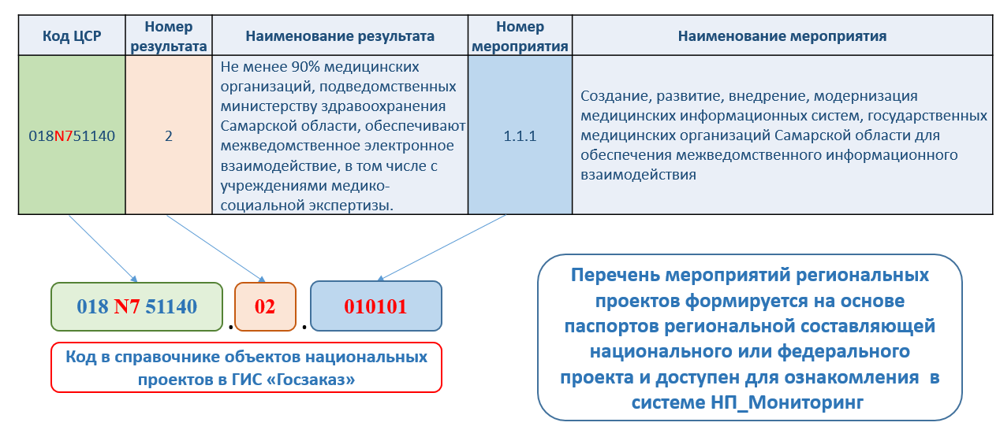 Код ЦСР
Номер
результата
Наименование результата
Номер
мероприятия
Наименование мероприятия
018N751140
2
Не менее 90% медицинских
организаций, подведомственных
министерству здравоохранения
Самарской области, обеспечивают
межведомственное электронное
взаимодействие, в том числе с
учреждениями медико-
социальной экспертизы.
1.1.1
Создание, развитие, внедрение, модернизация
медицинских информационных систем, государственных
медицинских организаций Самарской области для
обеспечения межведомственного информационного
взаимодействия
018 N7 51140 . 02 . 010101
Код в справочнике объектов национальных
проектов в ГИС «Госзаказ»
Перечень мероприятий региональных
проектов формируется на основе
паспортов региональной составляющей
национального или федерального
проекта и доступен для ознакомления в
системе НП_Мониторинг